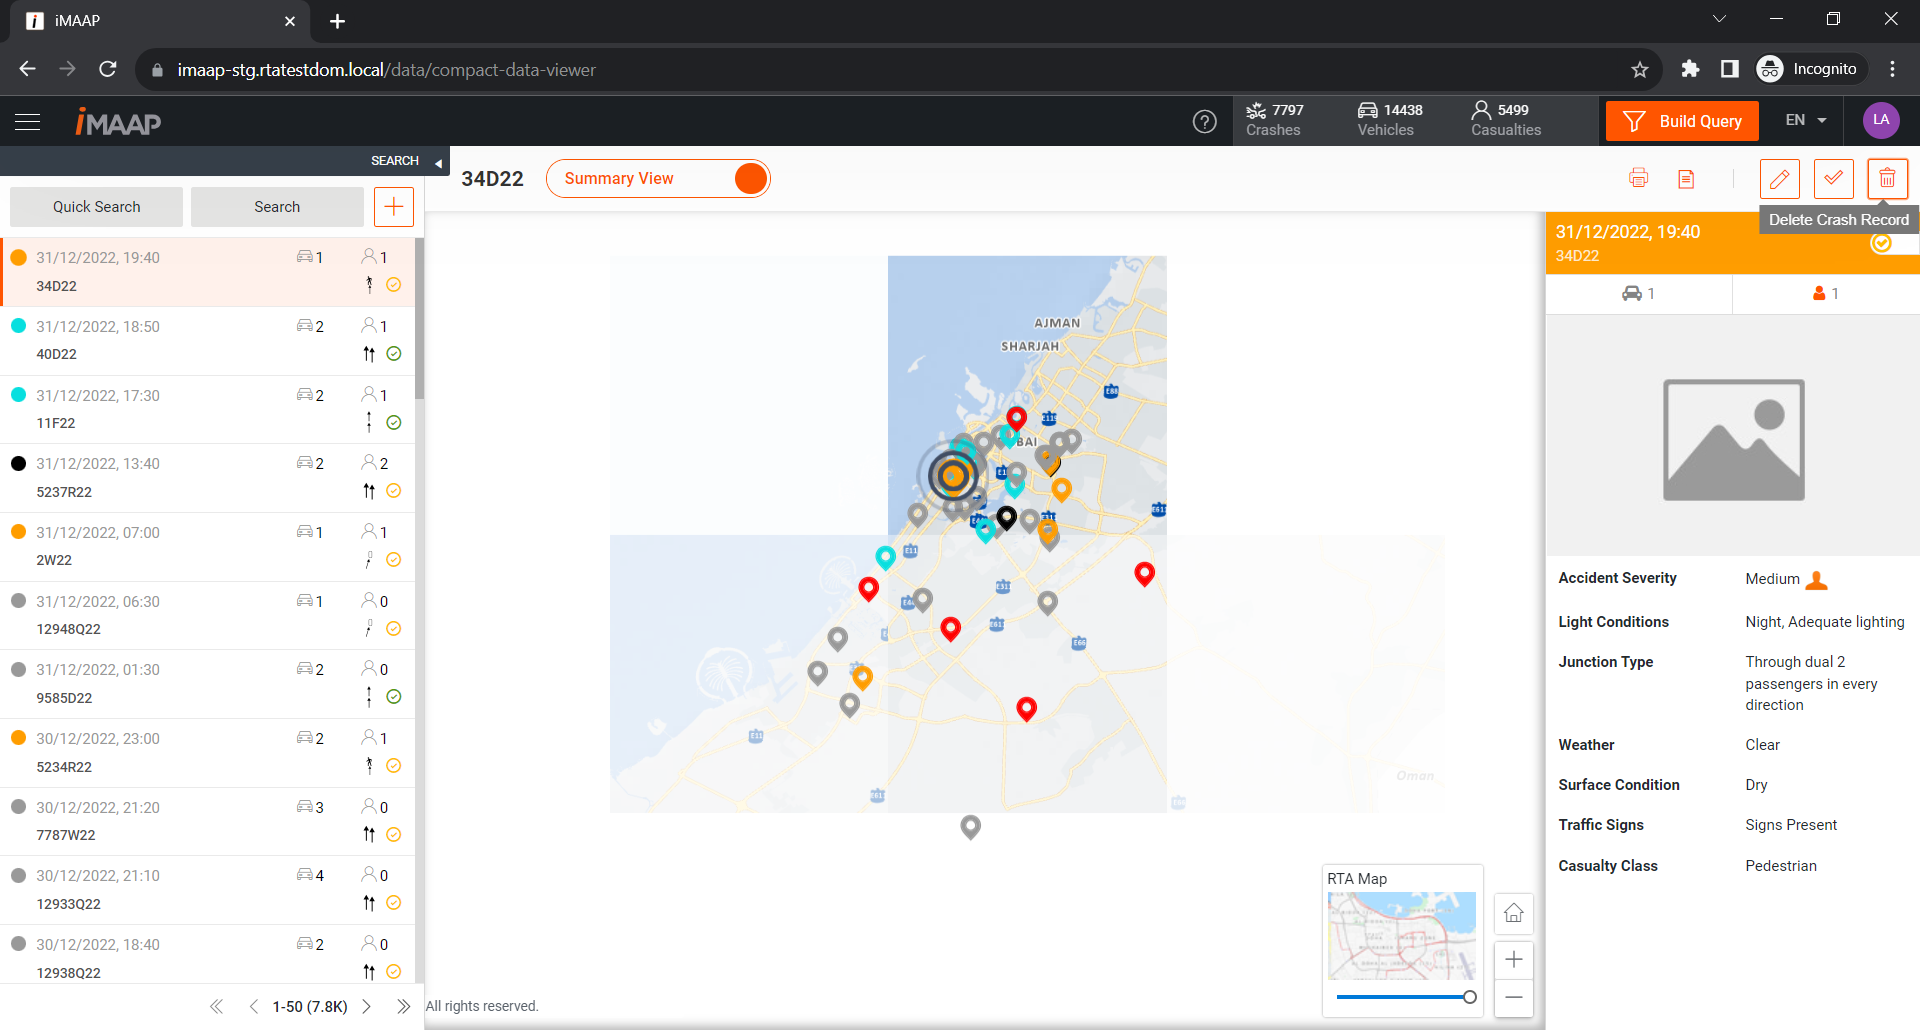 iMAAP
imaap-stg.rtatestdom.local/data/compact-data-viewer
Incognito
iMAAP
7797
Crashes
14438
Vehicles
5499
Casualties
Build Query
EN
LA
SEARCH
Quick Search
Search
34D22
Summary View
Delete Crash Record
31/12/2022, 19:40
1
1
34D22
31/12/2022, 18:50
2
1
40D22
31/12/2022, 17:30
2
1
11F22
31/12/2022, 13:40
2
2
5237R22
31/12/2022, 07:00
1
1
2W22
31/12/2022, 06:30
1
0
12948Q22
31/12/2022, 01:30
2
0
9585D22
30/12/2022, 23:00
2
1
5234R22
30/12/2022, 21:20
3
0
7787W22
30/12/2022, 21:10
4
0
12933Q22
30/12/2022, 18:40
2
0
12938Q22
1-50 (7.8K)
All rights reserved.
AJMAN
SHARJAH
E88
E11
E611
E66
Oman
RTA Map
31/12/2022, 19:40
34D22
1
1
Accident Severity
Medium
Light Conditions
Night, Adequate lighting
Junction Type
Through dual 2
passengers in every
direction
Weather
Clear
Surface Condition
Dry
Traffic Signs
Signs Present
Casualty Class
Pedestrian